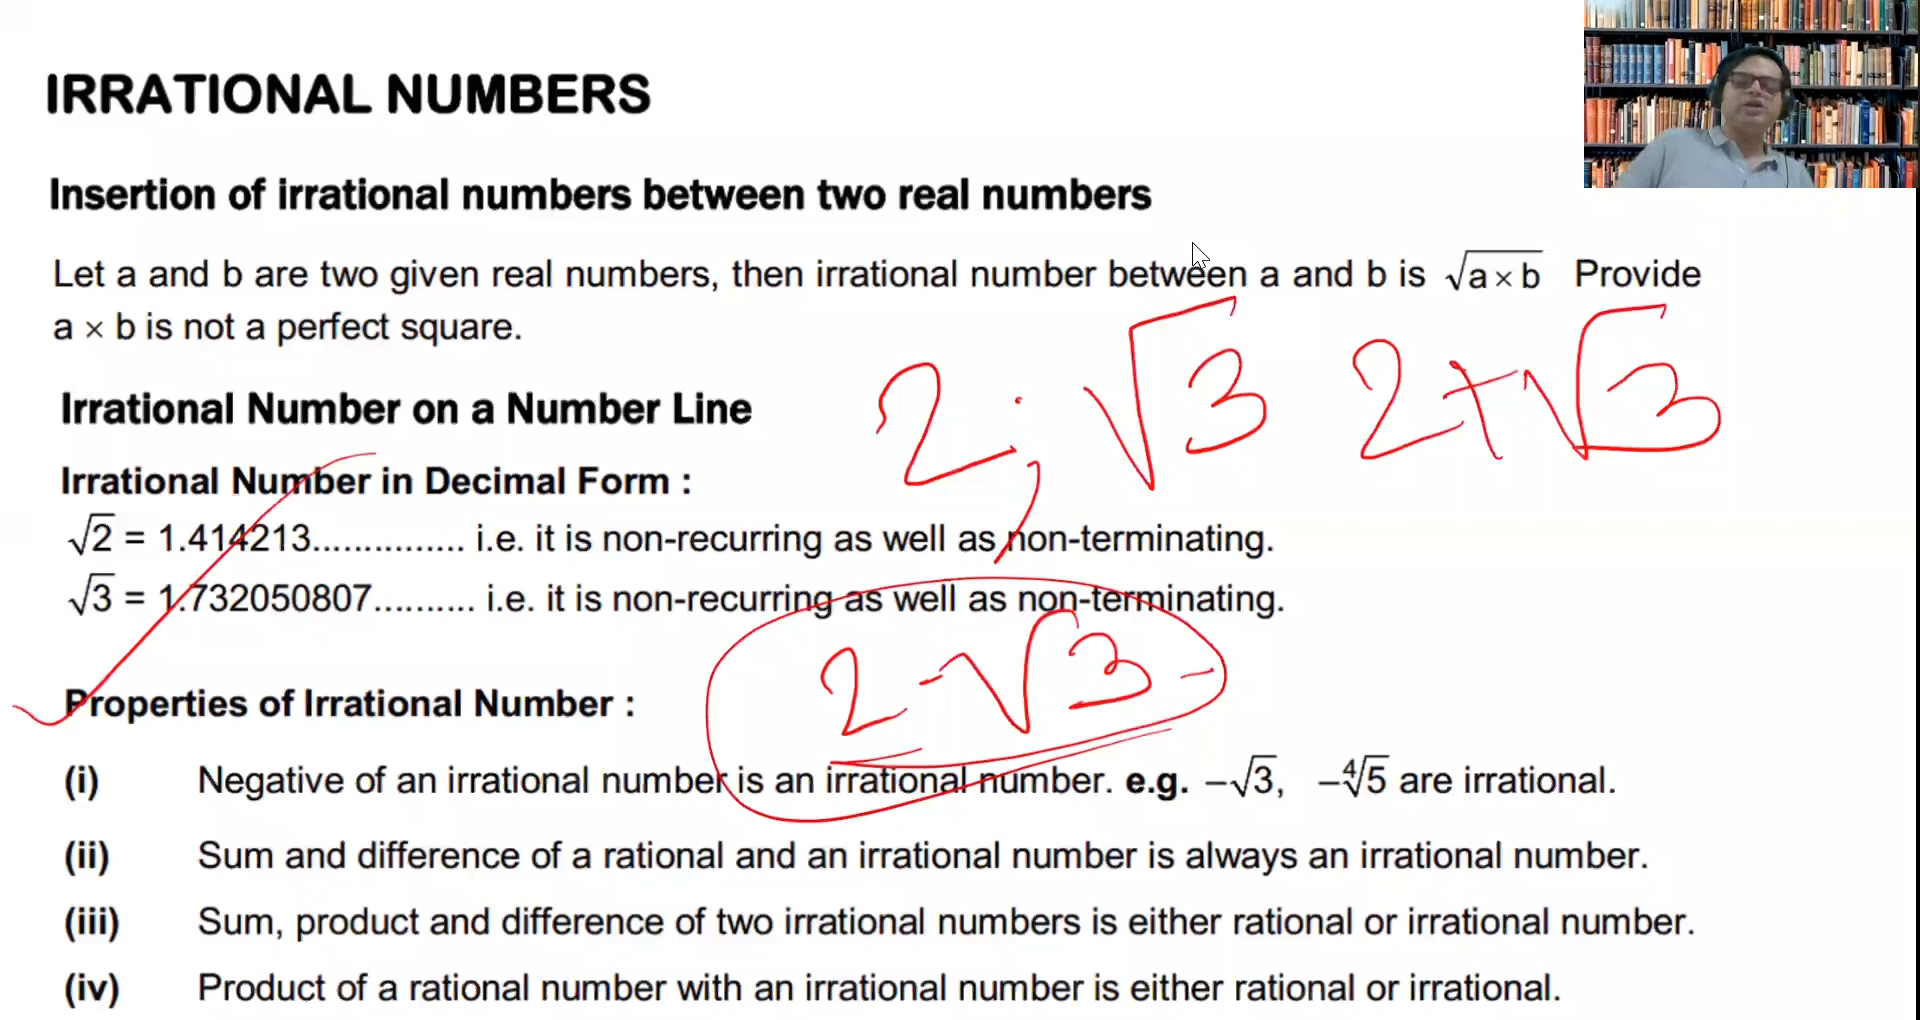 IRRATIONAL NUMBERS
Insertion of irrational numbers between two real numbers
Let a and b are two given real numbers, then irrational number between a and b is √(a × b) Provide
a × b is not a perfect square.
2; √3 2+√3
Irrational Number on a Number Line
Irrational Number in Decimal Form :
√2 = 1.414213............... i.e. it is non-recurring as well as non-terminating.
√3 = 1.732050807.......... i.e. it is non-recurring as well as non-terminating.
2-√3
Properties of Irrational Number :
(i) Negative of an irrational number is an irrational number. e.g. –√3, –∜5 are irrational.
(ii) Sum and difference of a rational and an irrational number is always an irrational number.
(iii) Sum, product and difference of two irrational numbers is either rational or irrational number.
(iv) Product of a rational number with an irrational number is either rational or irrational.